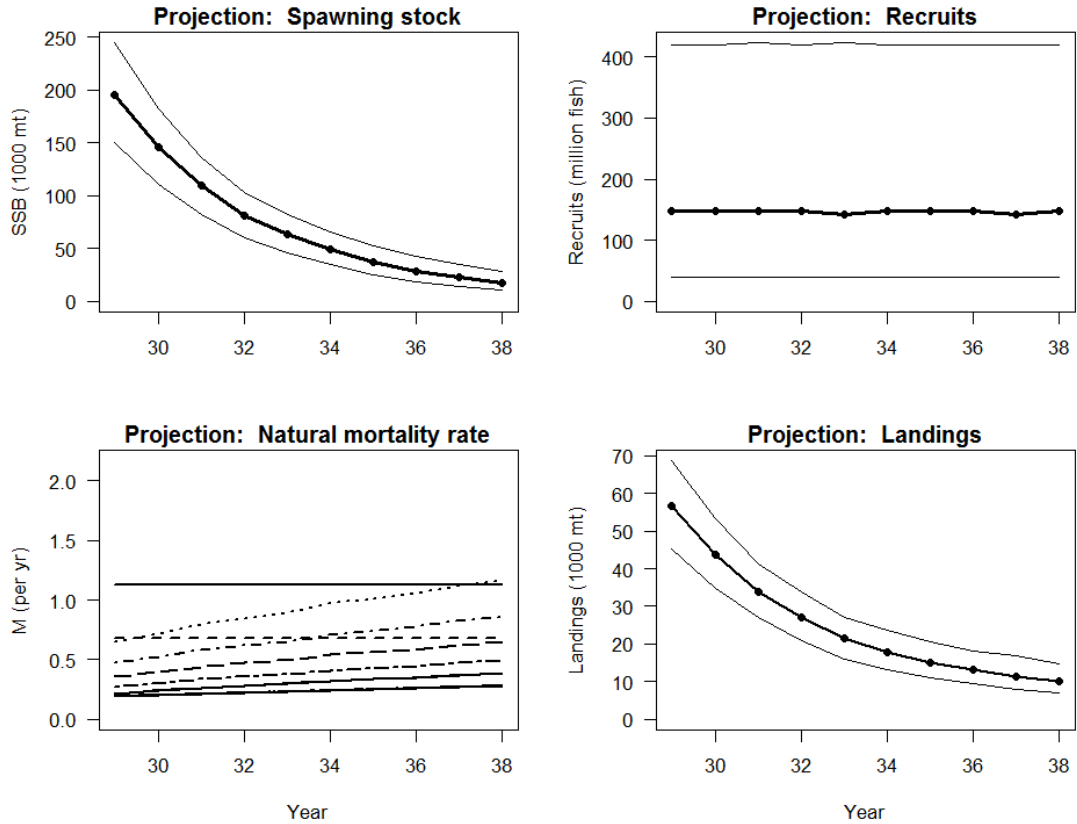 Projection: Spawning stock
SSB (1000 mt)
250
200
150
100
50
0
30 32 34 36 38
Projection: Recruits
Recruits (million fish)
400
300
200
100
0
30 32 34 36 38
Projection: Natural mortality rate
M (per yr)
2.0
1.5
1.0
0.5
0.0
30 32 34 36 38
Year
Projection: Landings
Landings (1000 mt)
70
60
50
40
30
20
10
0
30 32 34 36 38
Year